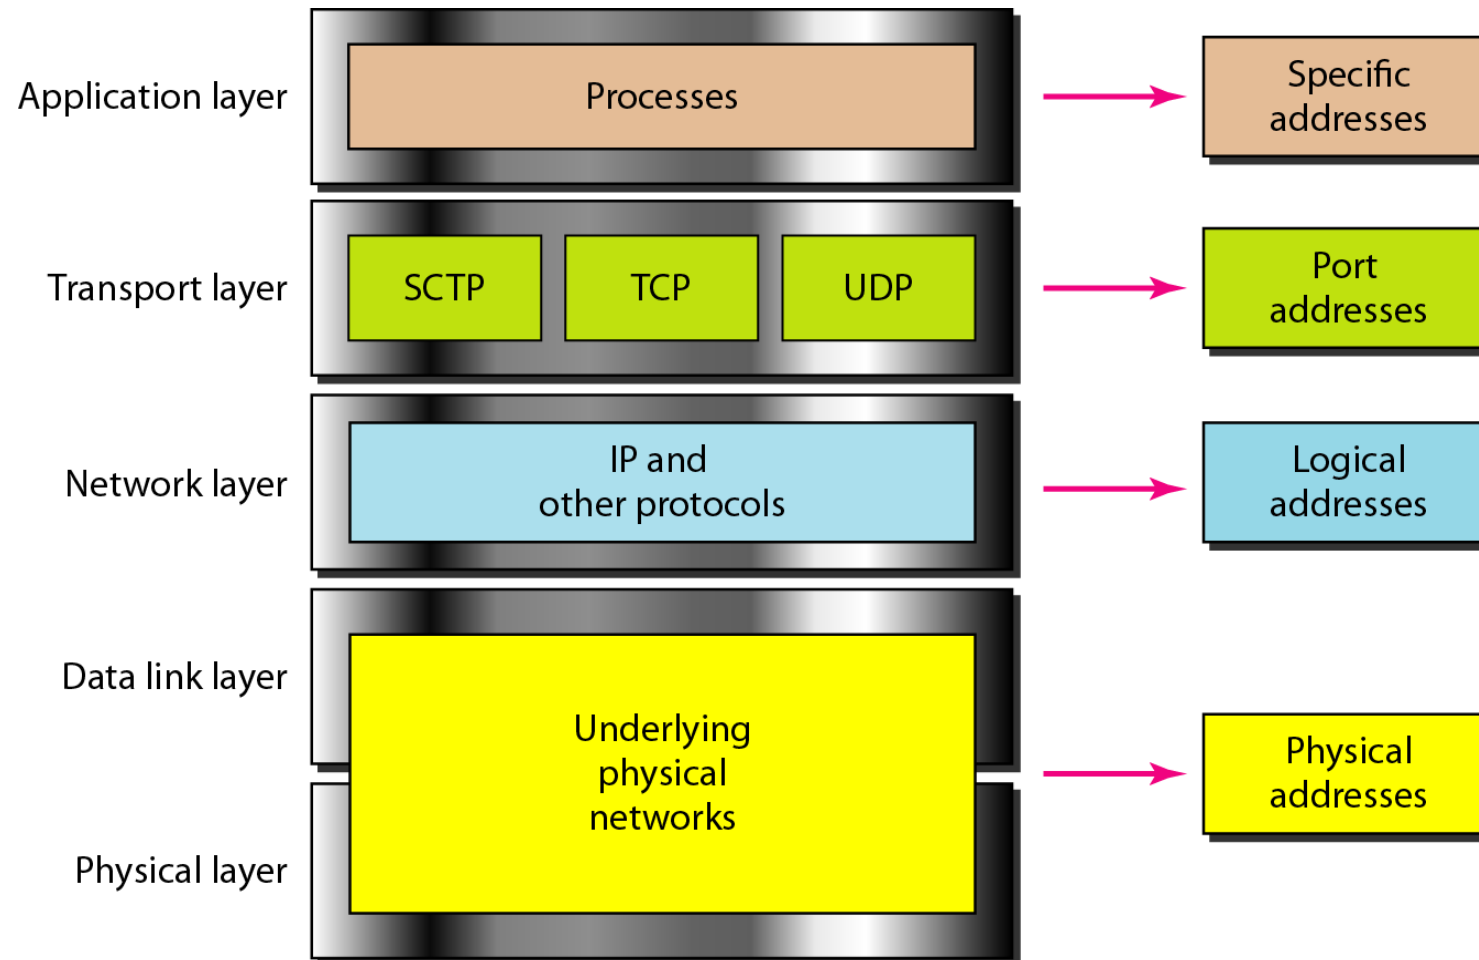 Application layer
Processes
Specific
addresses
Transport layer
SCTP
TCP
UDP
Port
addresses
Network layer
IP and
other protocols
Logical
addresses
Data link layer
Underlying
physical
networks
Physical
addresses
Physical layer